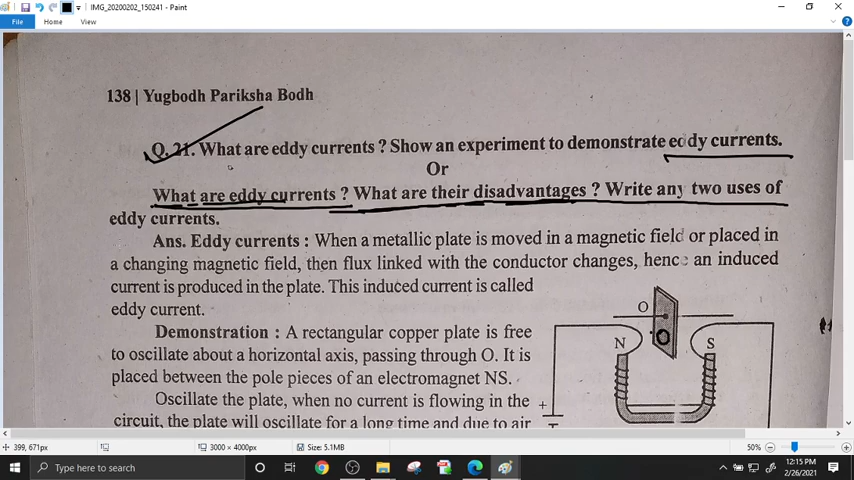 IMG_20200202_150241 - Paint
File
Home
View
138 | Yugbodh Pariksha Bodh
Q. 21. What are eddy currents ? Show an experiment to demonstrate eddy currents.
Or
What are eddy currents ? What are their disadvantages ? Write any two uses of
eddy currents.
Ans. Eddy currents : When a metallic plate is moved in a magnetic field or placed in
a changing magnetic field, then flux linked with the conductor changes, hence an induced
current is produced in the plate. This induced current is called
eddy current.
Demonstration : A rectangular copper plate is free
to oscillate about a horizontal axis, passing through O. It is
placed between the pole pieces of an electromagnet NS.
Oscillate the plate, when no current is flowing in the
circuit, the plate will oscillate for a long time and due to air
O
O
N
S
+
399, 671px
3000 × 4000px
Size: 5.1MB
50%
Type here to search
12:15 PM
2/26/2021